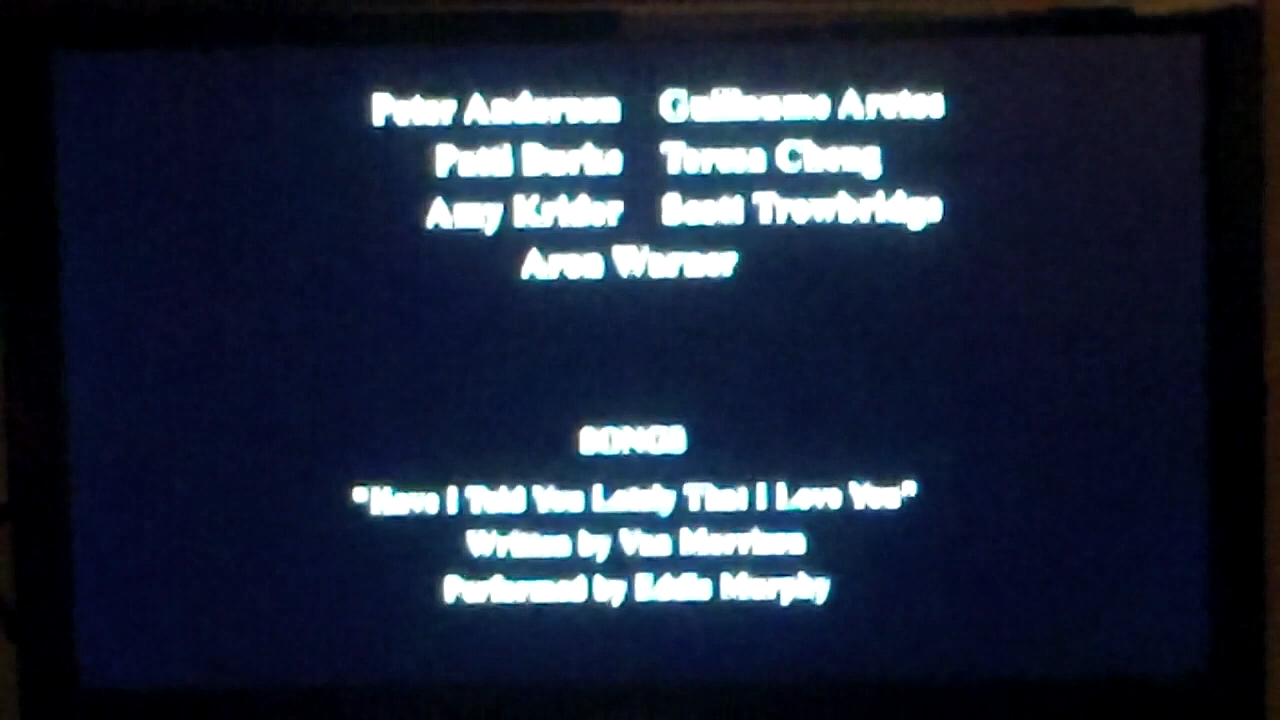 Peter Anderson Guillaume Aretos
Patti Burke Teresa Cheng
Amy Krider Scott Trowbridge
Aron Warner
SONGS
"Have I Told You Lately That I Love You"
Written by Van Morrison
Performed by Eddie Murphy